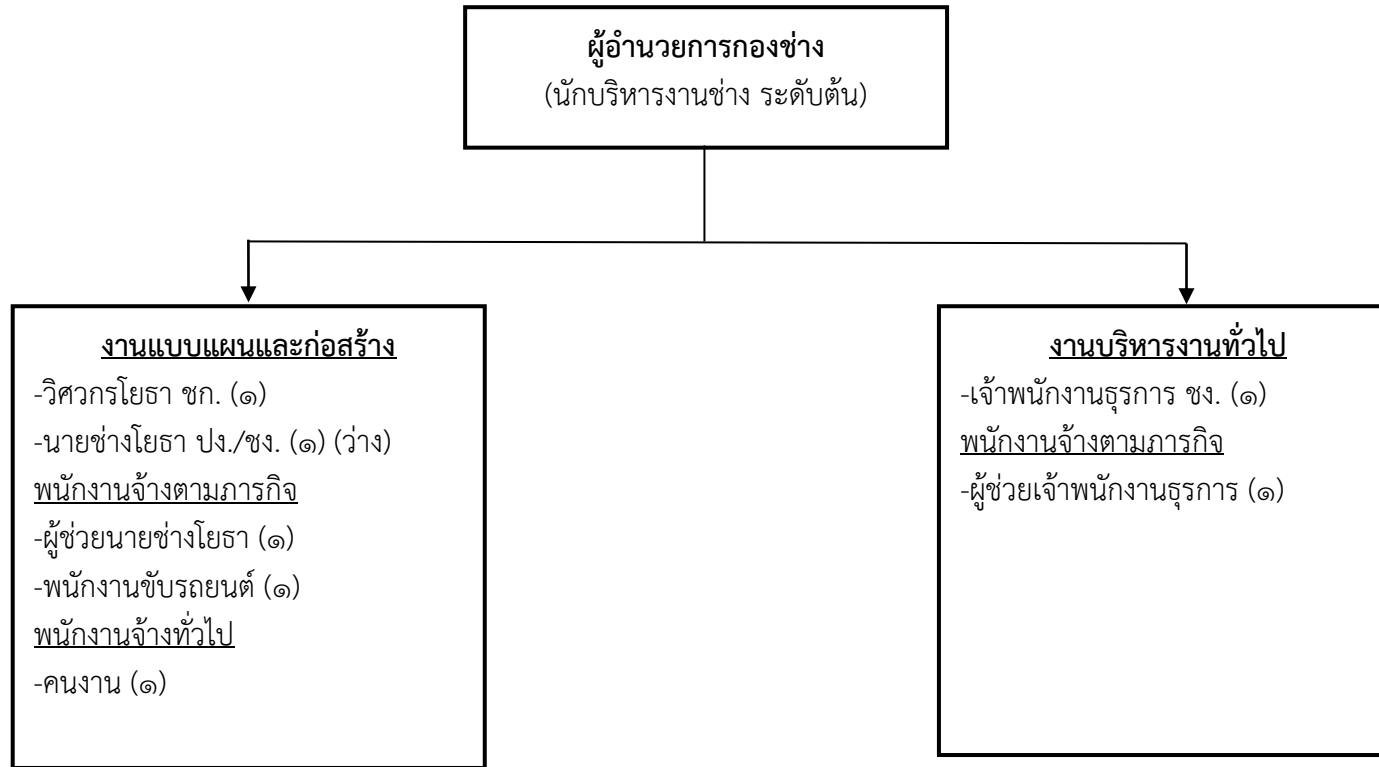 ผู้อำนวยการกองช่าง
(นักบริหารงานช่าง ระดับต้น)
งานแบบแผนและก่อสร้าง
-วิศวกรโยธา ชก. (๑)
-นายช่างโยธา ปง./ชง. (๑) (ว่าง)
พนักงานจ้างตามภารกิจ
-ผู้ช่วยนายช่างโยธา (๑)
-พนักงานขับรถยนต์ (๑)
พนักงานจ้างทั่วไป
-คนงาน (๑)
งานบริหารงานทั่วไป
-เจ้าพนักงานธุรการ ชง. (๑)
พนักงานจ้างตามภารกิจ
-ผู้ช่วยเจ้าพนักงานธุรการ (๑)